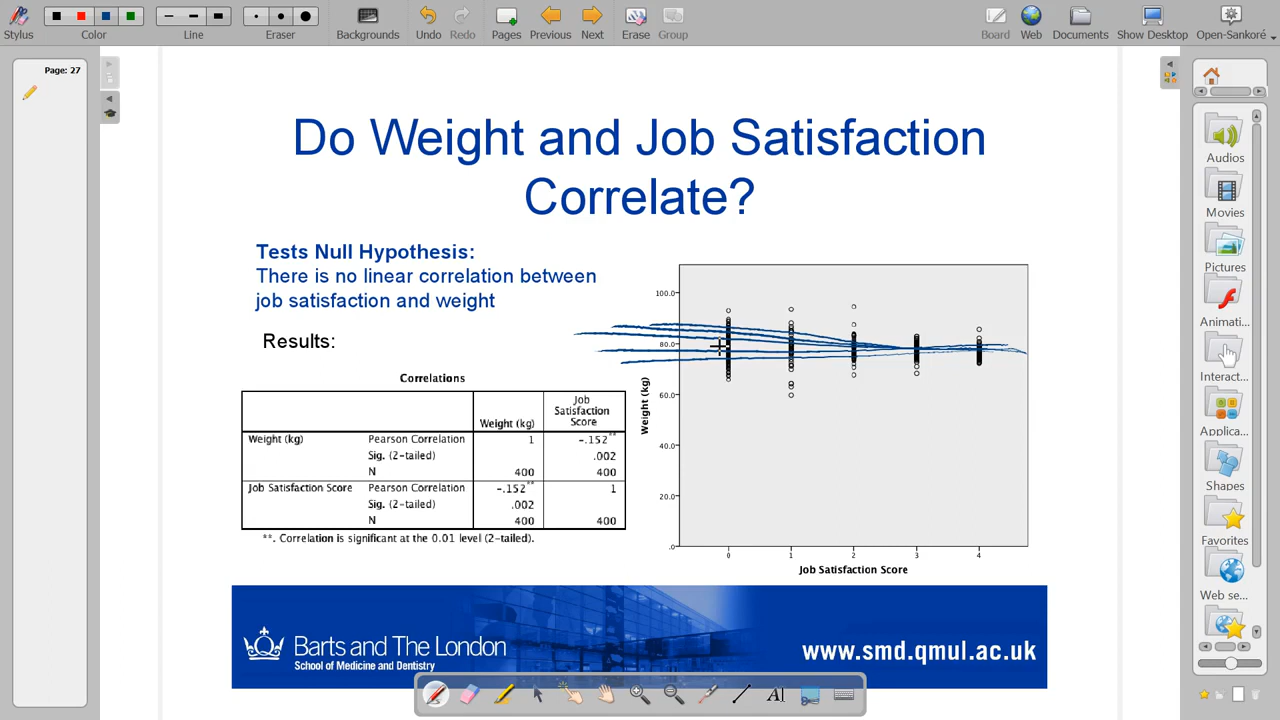 Stylus
Color
Line
Eraser
Backgrounds
Undo
Redo
Pages
Previous
Next
Erase
Group
Board
Web
Documents
Show Desktop
Open-Sankoré
Page: 27
Do Weight and Job Satisfaction
Correlate?
Tests Null Hypothesis:
There is no linear correlation between
job satisfaction and weight
Results:
Correlations
Weight (kg)
Job
Satisfaction
Score
Weight (kg) Pearson Correlation 1 -.152**
Sig. (2-tailed) .002
N 400 400
Job Satisfaction Score Pearson Correlation -.152** 1
Sig. (2-tailed) .002
N 400 400
**. Correlation is significant at the 0.01 level (2-tailed).
Weight (kg)
100.0
80.0
60.0
40.0
20.0
.0
0 1 2 3 4
Job Satisfaction Score
Barts and The London
School of Medicine and Dentistry
www.smd.qmul.ac.uk
Audios
Movies
Pictures
Animati...
Interact...
Applica...
Shapes
Favorites
Web se...
AI